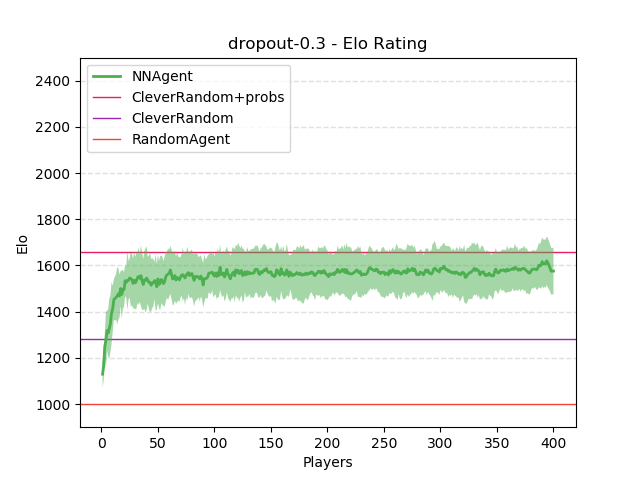 dropout-0.3 - Elo Rating
NNAgent
CleverRandom+probs
CleverRandom
RandomAgent
2400
2200
2000
1800
1600
1400
1200
1000
Elo
0 50 100 150 200 250 300 350 400
Players